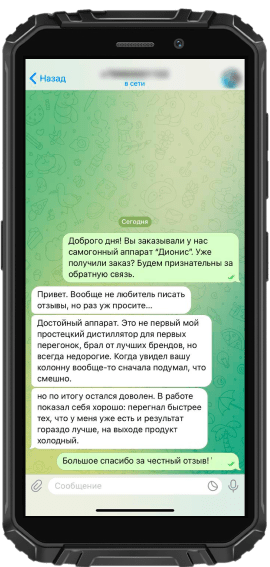 Назад
в сети
Сегодня
Доброго дня! Вы заказывали у нас
самогонный аппарат "Дионис". Уже
получили заказ? Будем признательны за
обратную связь.
Привет. Вообще не любитель писать
отзывы, но раз уж просите...
Достойный аппарат. Это не первый мой
простецкий дистиллятор для первых
перегонок, брал от лучших брендов, но
всегда недорогие. Когда увидел вашу
колонну вообще-то сначала подумал, что
смешно.
но по итогу остался доволен. В работе
показал себя хорошо: перегнал быстрее
тех, что у меня уже есть и результат
гораздо лучше, на выходе продукт
холодный.
Большое спасибо за честный отзыв!'
Сообщение